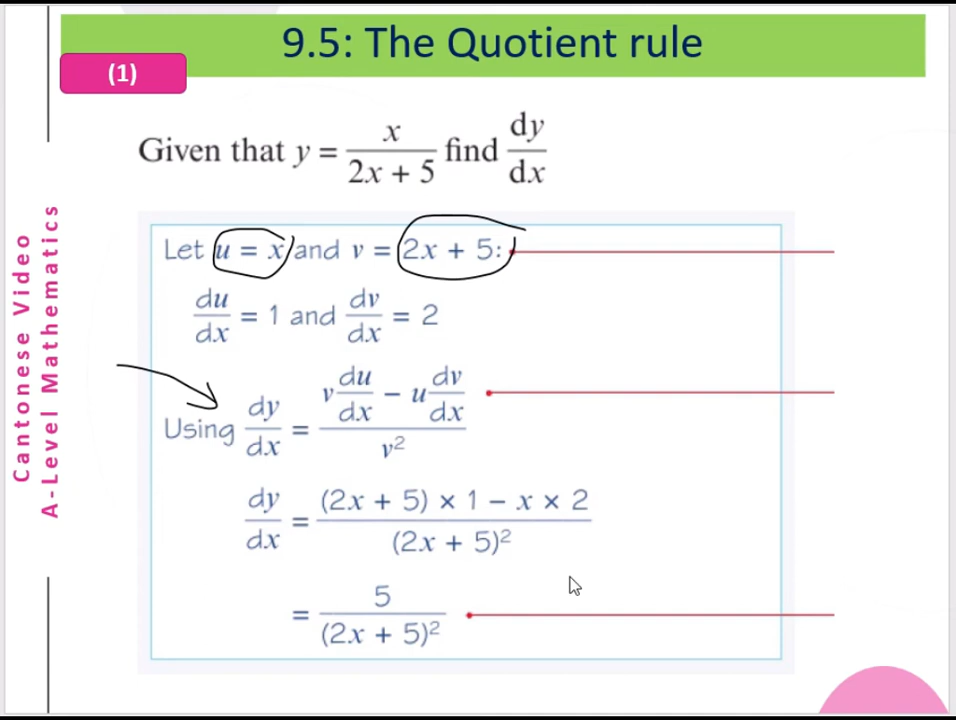 9.5: The Quotient rule
(1)
Given that y = x/(2x + 5) find dy/dx
Let u = x and v = 2x + 5:
du/dx = 1 and dv/dx = 2
Using dy/dx = (v du/dx − u dv/dx)/v²
dy/dx = ((2x + 5) × 1 − x × 2)/(2x + 5)²
= 5/(2x + 5)²
Cantonese Video
A-Level Mathematics